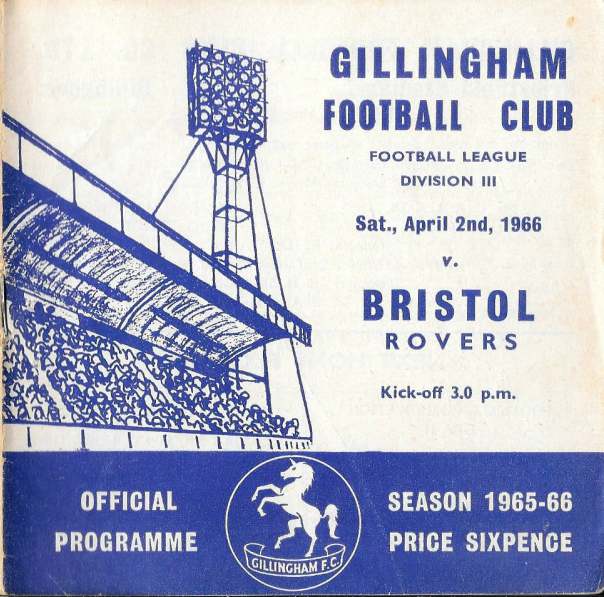 GILLINGHAM
FOOTBALL CLUB
FOOTBALL LEAGUE
DIVISION III
Sat., April 2nd, 1966
v.
BRISTOL
ROVERS
Kick-off 3.0 p.m.
OFFICIAL
PROGRAMME
GILLINGHAM F.C.
SEASON 1965-66
PRICE SIXPENCE